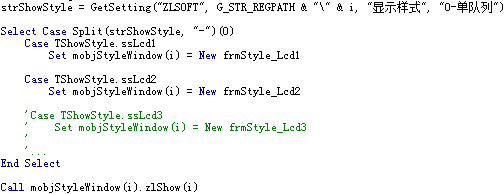 strShowStyle = GetSetting("ZLSOFT", G_STR_REGPATH & "\" & i, "显示样式", "0-单队列")
Select Case Split(strShowStyle, "-")(0)
    Case TShowStyle.ssLcd1
        Set mobjStyleWindow(i) = New frmStyle_Lcd1
    Case TShowStyle.ssLcd2
        Set mobjStyleWindow(i) = New frmStyle_Lcd2
    'Case TShowStyle.ssLcd3
    '    Set mobjStyleWindow(i) = New frmStyle_Lcd3
    '
    '...
End Select
Call mobjStyleWindow(i).zlShow(i)